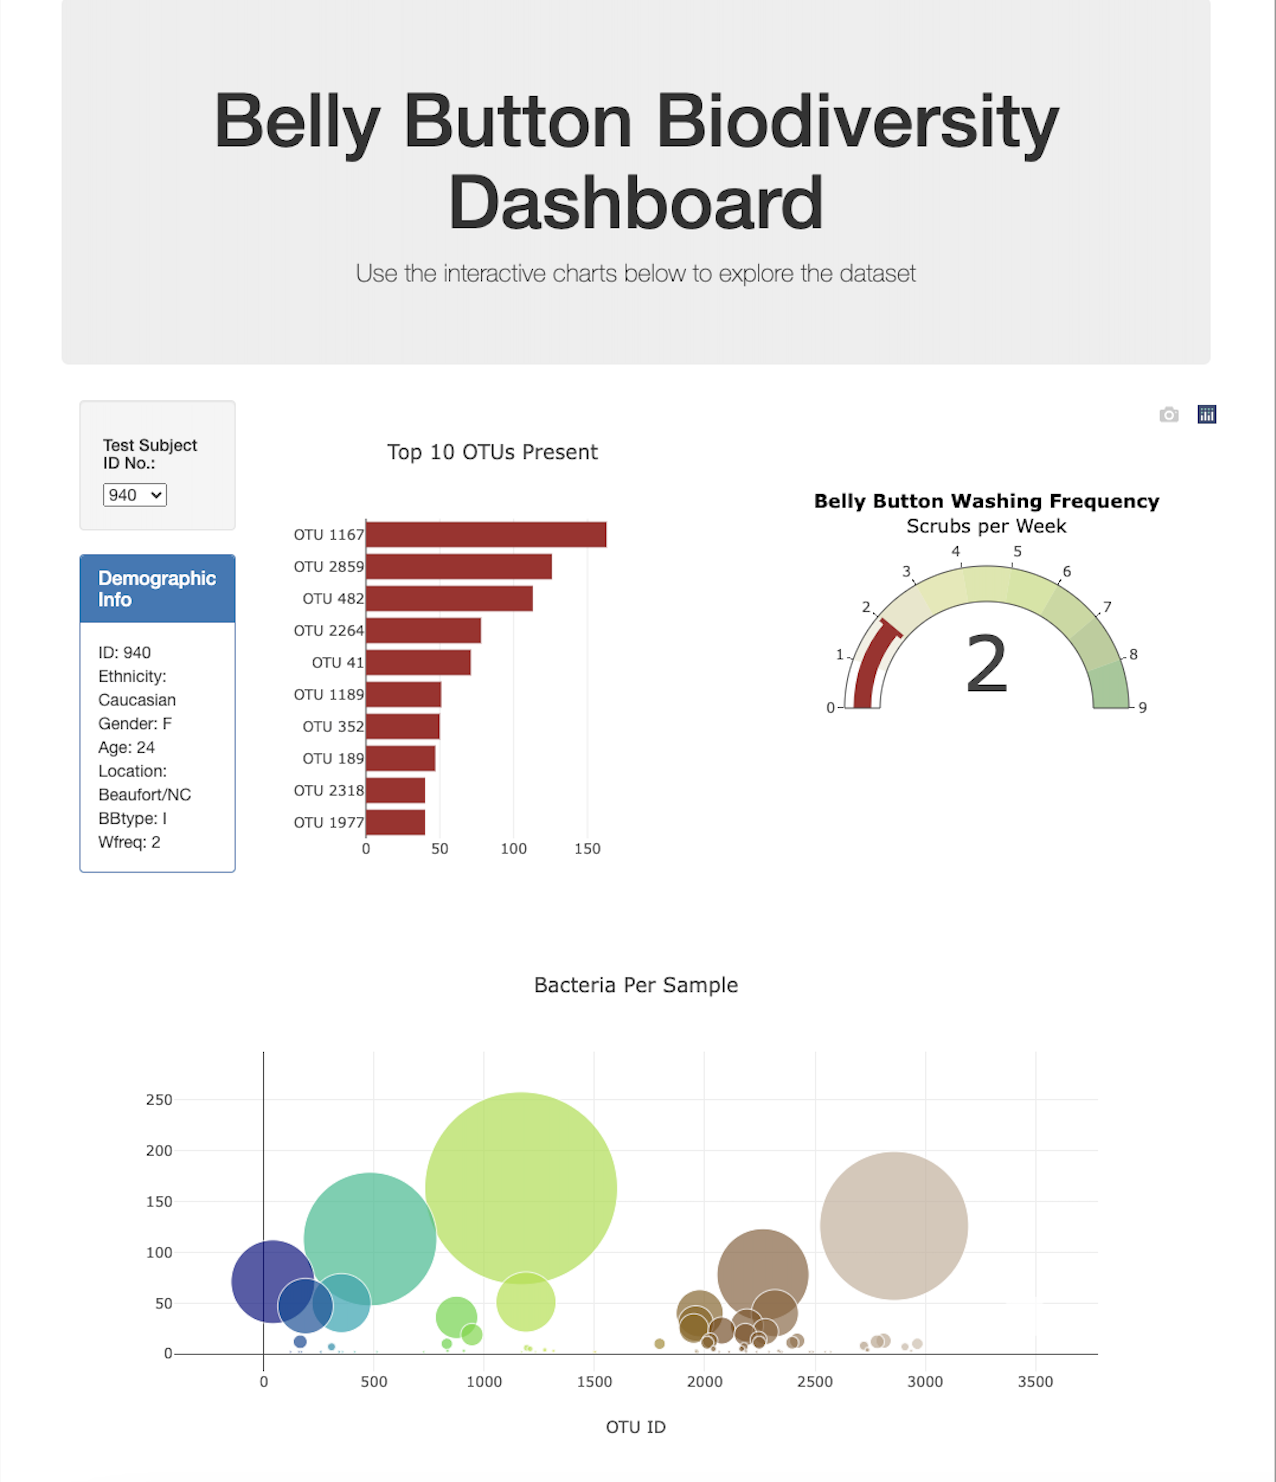 Belly Button Biodiversity
Dashboard
Use the interactive charts below to explore the dataset
Test Subject
ID No.:
940
Demographic
Info
ID: 940
Ethnicity:
Caucasian
Gender: F
Age: 24
Location:
Beaufort/NC
BBtype: I
Wfreq: 2
Top 10 OTUs Present
OTU 1167
OTU 2859
OTU 482
OTU 2264
OTU 41
OTU 1189
OTU 352
OTU 189
OTU 2318
OTU 1977
0 50 100 150
Belly Button Washing Frequency
Scrubs per Week
0 1 2 3 4 5 6 7 8 9
2
Bacteria Per Sample
250
200
150
100
50
0
0 500 1000 1500 2000 2500 3000 3500
OTU ID